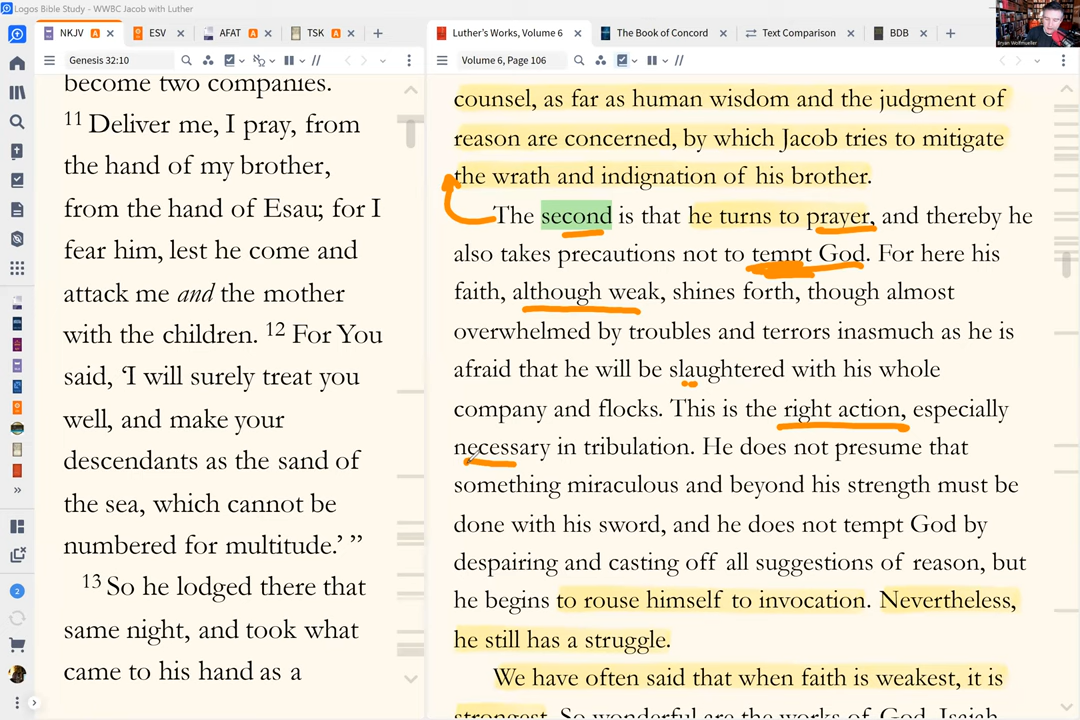 Logos Bible Study - WWBC Jacob with Luther
NKJV A
ESV
AFAT A
TSK A
Luther's Works, Volume 6
The Book of Concord
Text Comparison
BDB
Genesis 32:10
Volume 6, Page 106
become two companies.
11 Deliver me, I pray, from
the hand of my brother,
from the hand of Esau; for I
fear him, lest he come and
attack me and the mother
with the children. 12 For You
said, ‘I will surely treat you
well, and make your
descendants as the sand of
the sea, which cannot be
numbered for multitude.’ ”
13 So he lodged there that
same night, and took what
came to his hand as a
counsel, as far as human wisdom and the judgment of
reason are concerned, by which Jacob tries to mitigate
the wrath and indignation of his brother.
The second is that he turns to prayer, and thereby he
also takes precautions not to tempt God. For here his
faith, although weak, shines forth, though almost
overwhelmed by troubles and terrors inasmuch as he is
afraid that he will be slaughtered with his whole
company and flocks. This is the right action, especially
necessary in tribulation. He does not presume that
something miraculous and beyond his strength must be
done with his sword, and he does not tempt God by
despairing and casting off all suggestions of reason, but
he begins to rouse himself to invocation. Nevertheless,
he still has a struggle.
We have often said that when faith is weakest, it is
strongest. So wonderful are the works of God. Isaiah
2
Bryan Wolfmueller